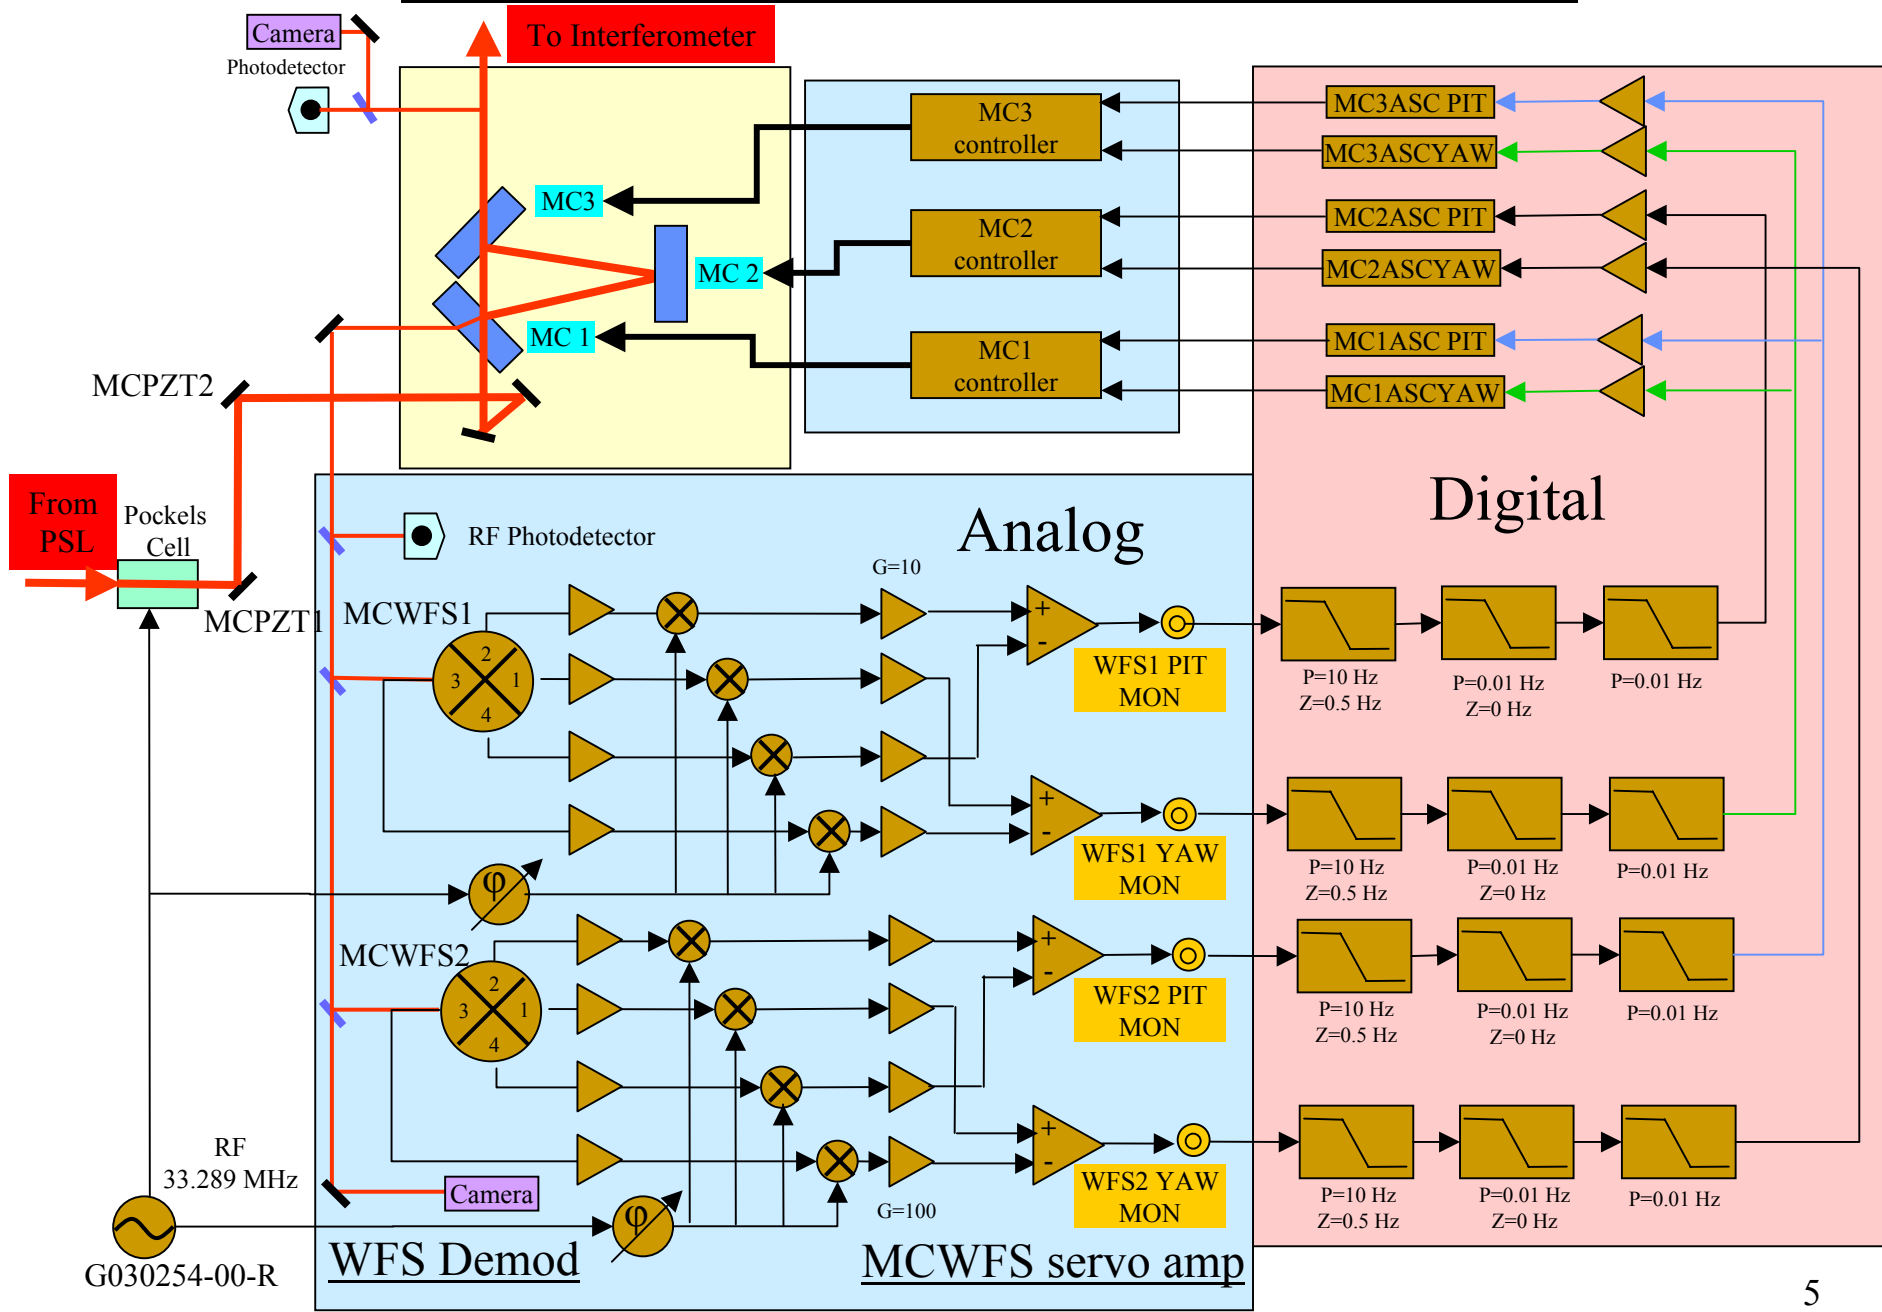 Camera
Photodetector
To Interferometer
MC3
MC 2
MC 1
MC3
controller
MC2
controller
MC1
controller
MC3ASC PIT
MC3ASCYAW
MC2ASC PIT
MC2ASCYAW
MC1ASC PIT
MC1ASCYAW
MCPZT2
From
PSL
Pockels
Cell
MCPZT1
RF Photodetector
Analog
Digital
G=10
MCWFS1
2
3
1
4
+
-
WFS1 PIT
MON
P=10 Hz
Z=0.5 Hz
P=0.01 Hz
Z=0 Hz
P=0.01 Hz
+
-
WFS1 YAW
MON
P=10 Hz
Z=0.5 Hz
P=0.01 Hz
Z=0 Hz
P=0.01 Hz
φ
MCWFS2
2
3
1
4
+
-
WFS2 PIT
MON
P=10 Hz
Z=0.5 Hz
P=0.01 Hz
Z=0 Hz
P=0.01 Hz
+
-
WFS2 YAW
MON
P=10 Hz
Z=0.5 Hz
P=0.01 Hz
Z=0 Hz
P=0.01 Hz
RF
33.289 MHz
Camera
φ
G=100
G030254-00-R
WFS Demod
MCWFS servo amp
5